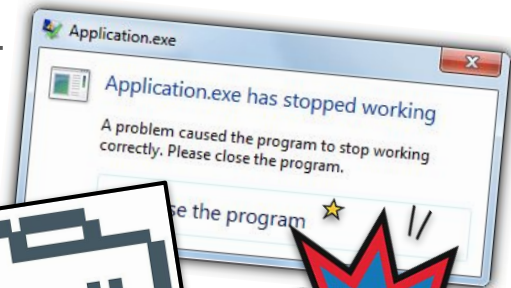 Application.exe
Application.exe has stopped working
A problem caused the program to stop working
correctly. Please close the program.
the program